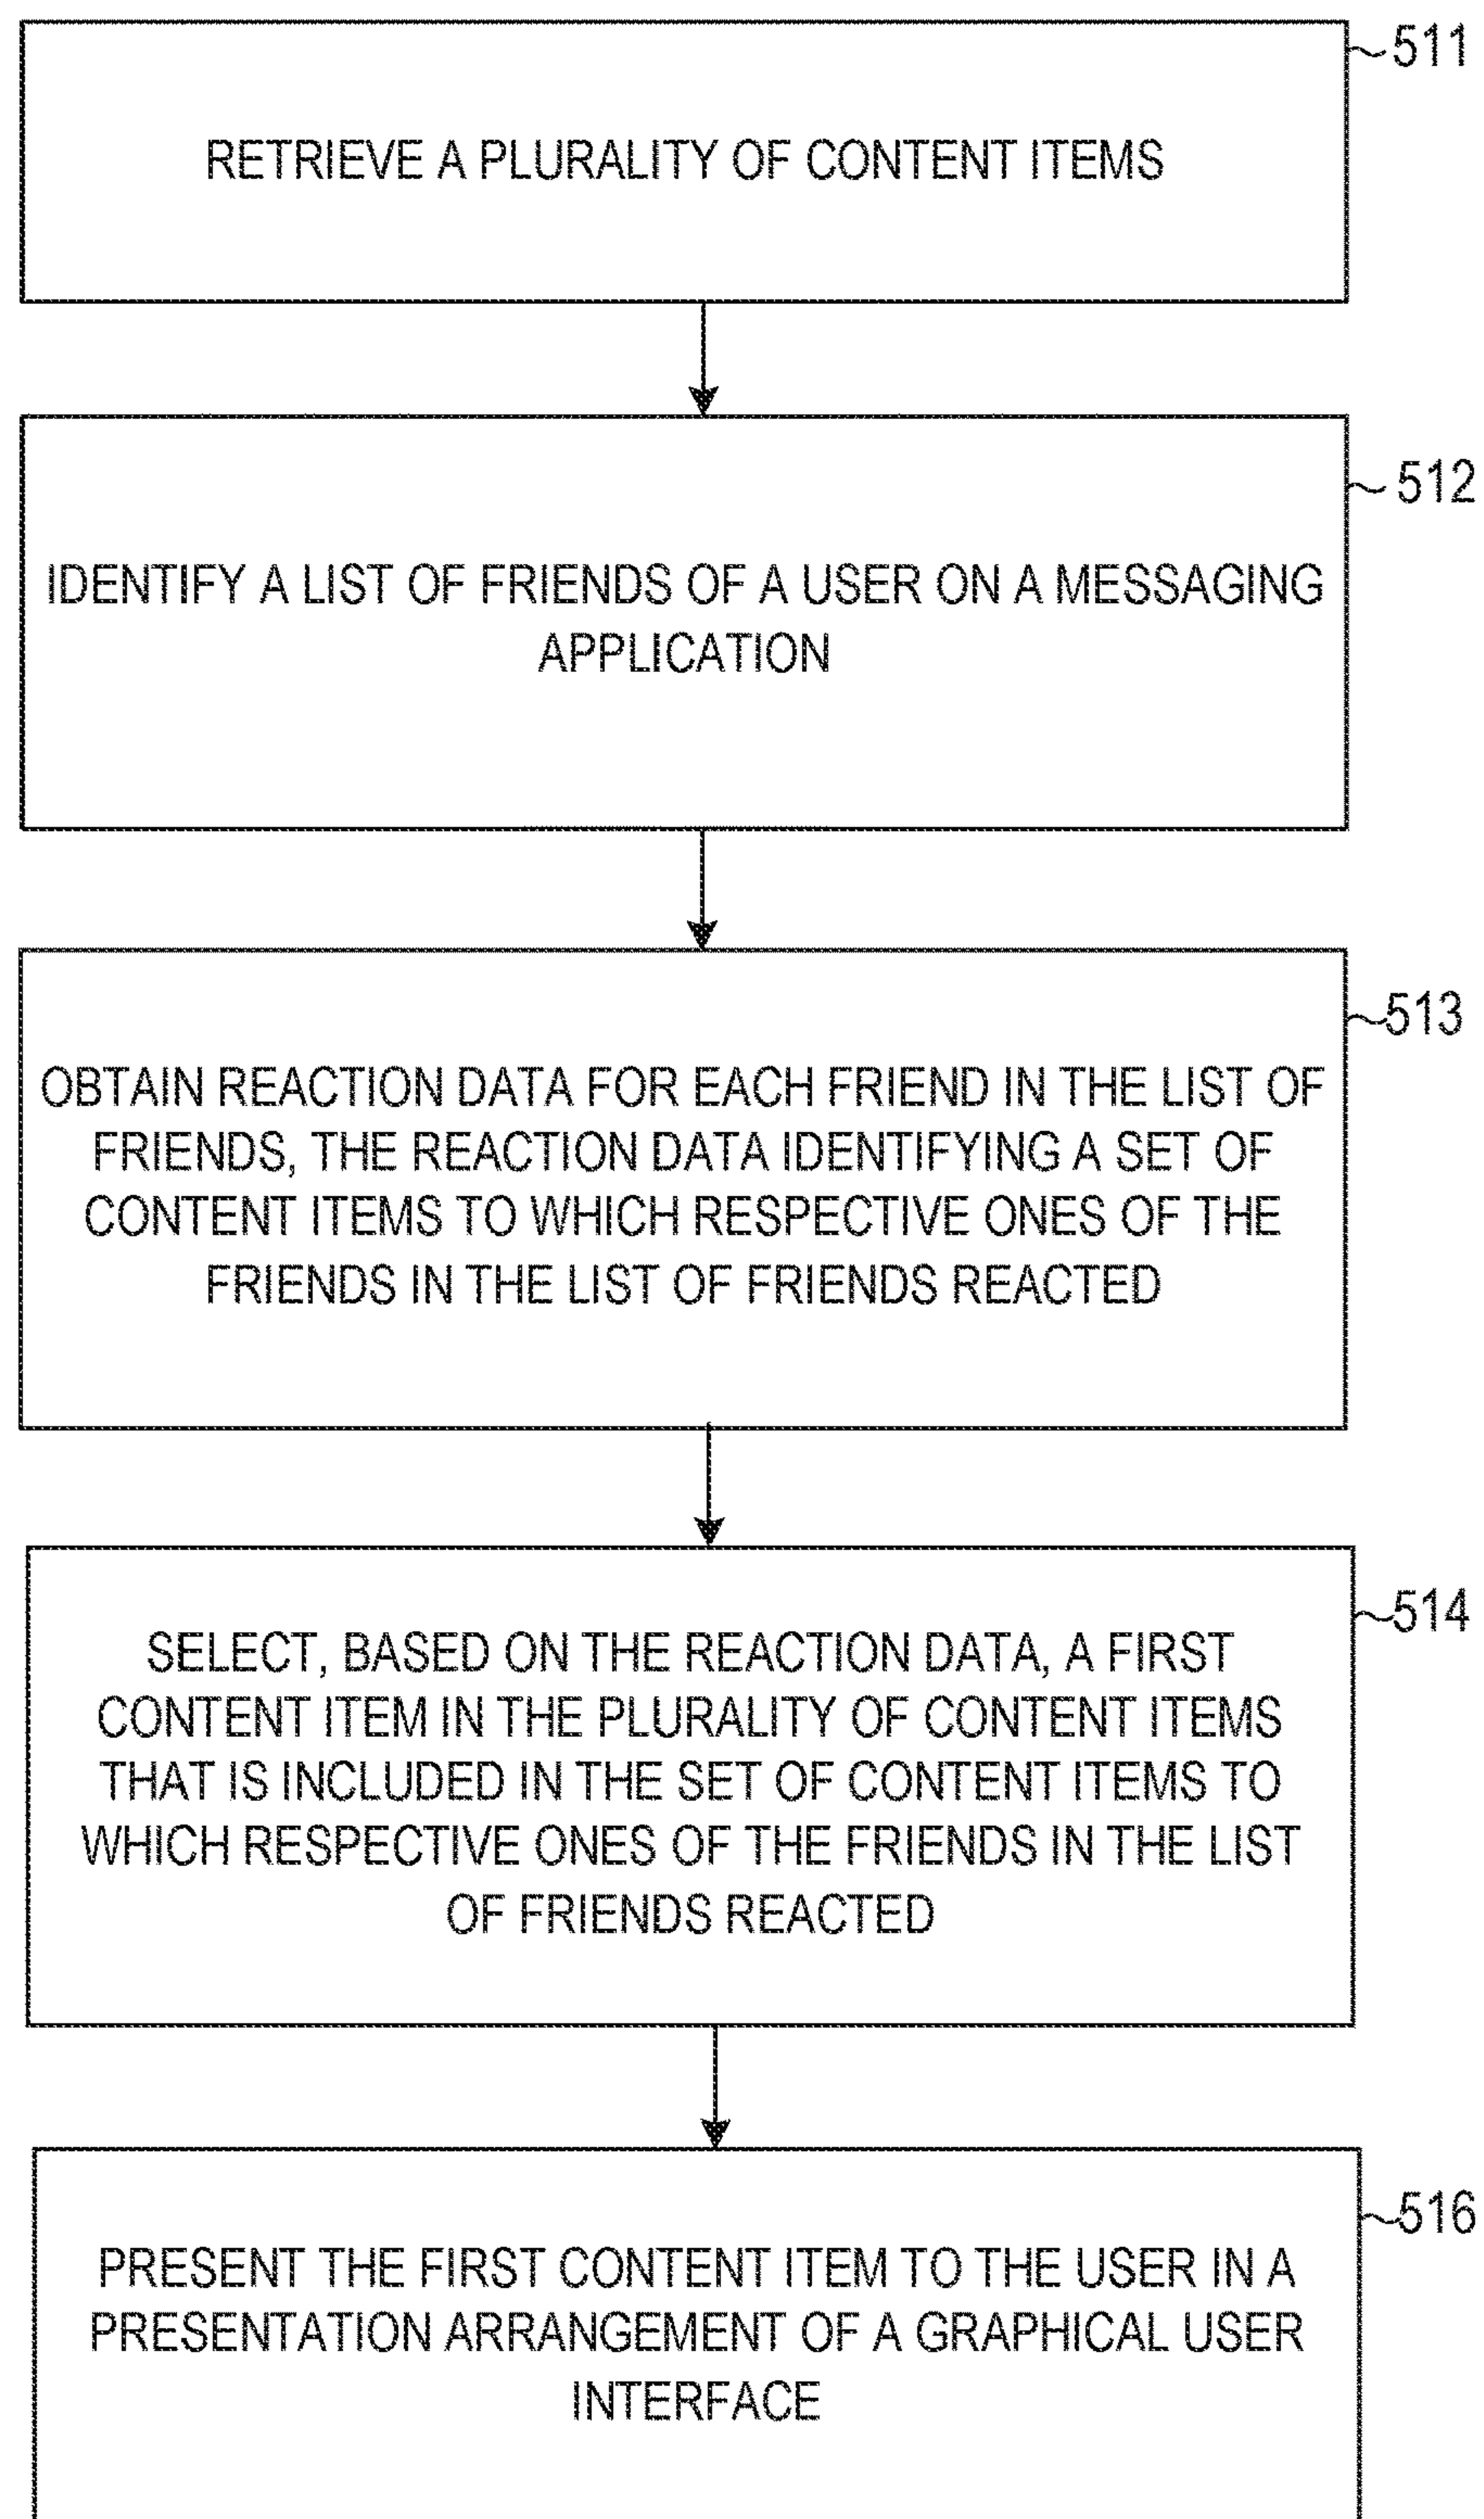 511
RETRIEVE A PLURALITY OF CONTENT ITEMS
512
IDENTIFY A LIST OF FRIENDS OF A USER ON A MESSAGING
APPLICATION
513
OBTAIN REACTION DATA FOR EACH FRIEND IN THE LIST OF
FRIENDS, THE REACTION DATA IDENTIFYING A SET OF
CONTENT ITEMS TO WHICH RESPECTIVE ONES OF THE
FRIENDS IN THE LIST OF FRIENDS REACTED
514
SELECT, BASED ON THE REACTION DATA, A FIRST
CONTENT ITEM IN THE PLURALITY OF CONTENT ITEMS
THAT IS INCLUDED IN THE SET OF CONTENT ITEMS TO
WHICH RESPECTIVE ONES OF THE FRIENDS IN THE LIST
OF FRIENDS REACTED
516
PRESENT THE FIRST CONTENT ITEM TO THE USER IN A
PRESENTATION ARRANGEMENT OF A GRAPHICAL USER
INTERFACE